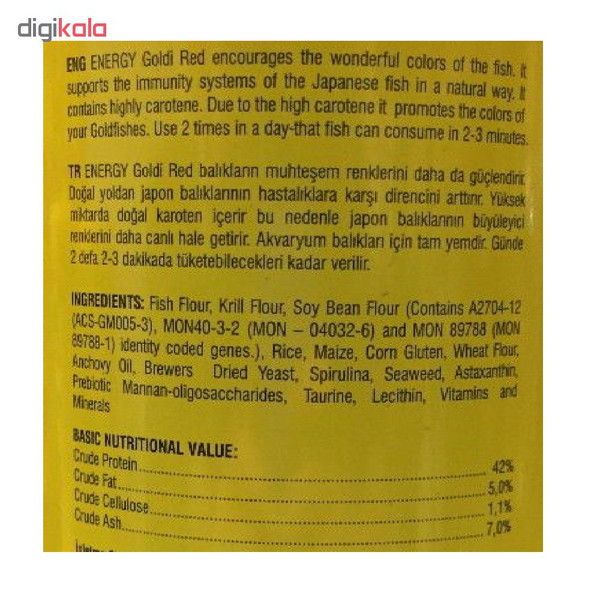 digikala
ENG ENERGY Goldi Red encourages the wonderful colors of the fish. It
supports the immunity systems of the Japanese fish in a natural way. It
contains highly carotene. Due to the high carotene it promotes the colors of
your Goldfishes. Use 2 times in a day-that fish can consume in 2-3 minutes.
TR ENERGY Goldi Red balıkların muhteşem renklerini daha da güçlendirir.
Doğal yoldan japon balıklarının hastalıklara karşı direncini arttırır. Yüksek
miktarda doğal karoten içerir bu nedenle japon balıklarının büyüleyici
renklerini daha canlı hale getirir. Akvaryum balıkları için tam yemdir. Günde
2 defa 2-3 dakikada tüketebilecekleri kadar verilir.
INGREDIENTS: Fish Flour, Krill Flour, Soy Bean Flour (Contains A2704-12
(ACS-GM005-3), MON40-3-2 (MON – 04032-6) and MON 89788 (MON
89788-1) identity coded genes.), Rice, Maize, Corn Gluten, Wheat Flour,
Anchovy Oil, Brewers Dried Yeast, Spirulina, Seaweed, Astaxanthin,
Prebiotic Mannan-oligosaccharides, Taurine, Lecithin, Vitamins and
Minerals
BASIC NUTRITIONAL VALUE:
Crude Protein..........42%
Crude Fat..........5,0%
Crude Cellulose..........1,1%
Crude Ash..........7,0%